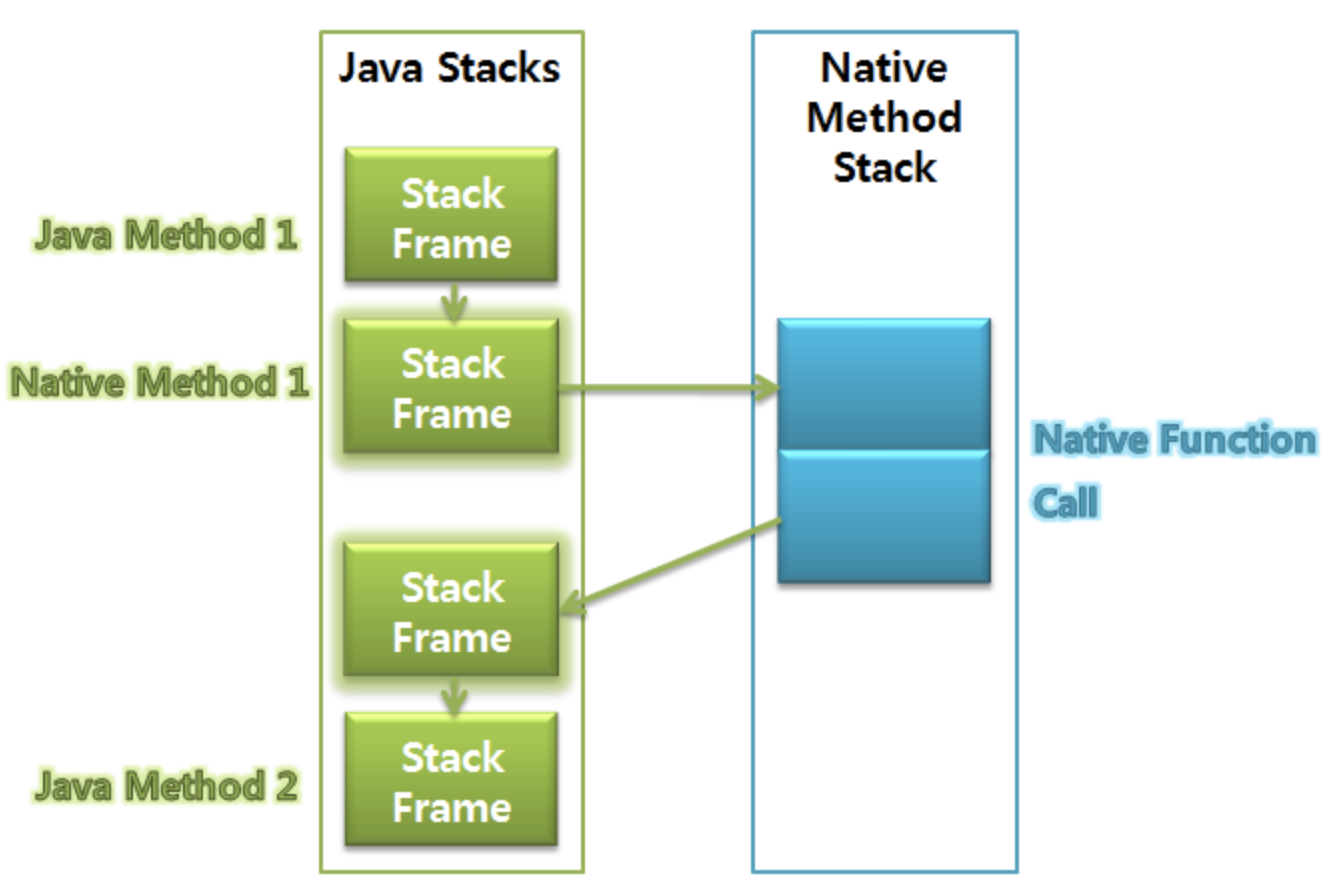 Java Stacks
Native
Method
Stack
Stack
Frame
Java Method 1
Stack
Frame
Native Method 1
Native Function
Call
Stack
Frame
Stack
Frame
Java Method 2